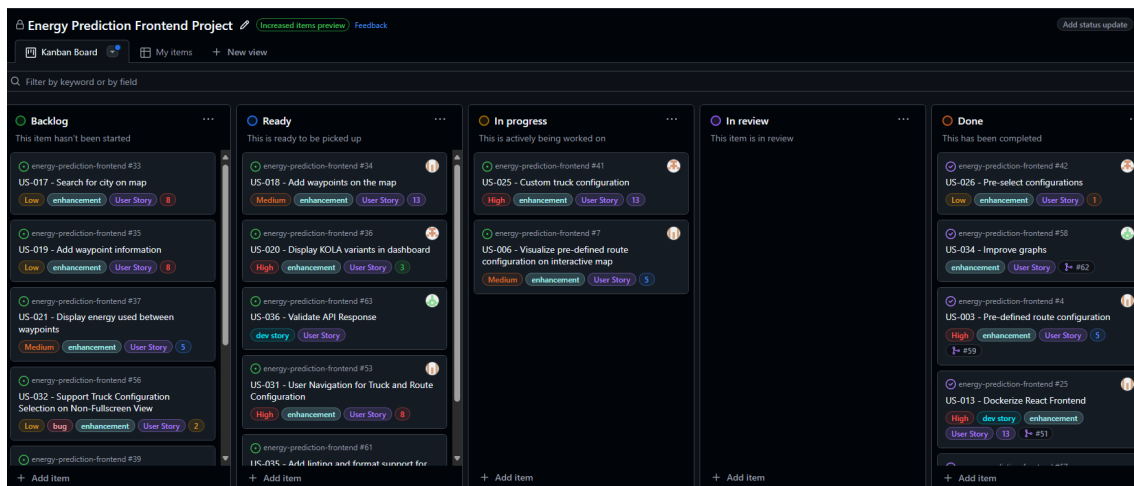 Energy Prediction Frontend Project
Increased items preview
Feedback
Add status update
Kanban Board
My items
+ New view
Filter by keyword or by field
Backlog
This item hasn't been started
energy-prediction-frontend #33
US-017 - Search for city on map
Low enhancement User Story 8
energy-prediction-frontend #35
US-019 - Add waypoint information
Low enhancement User Story 8
energy-prediction-frontend #37
US-021 - Display energy used between
waypoints
Medium enhancement User Story 5
energy-prediction-frontend #56
US-032 - Support Truck Configuration
Selection on Non-Fullscreen View
Low bug enhancement User Story 2
energy-prediction-frontend #39
+ Add item
Ready
This is ready to be picked up
energy-prediction-frontend #34
US-018 - Add waypoints on the map
Medium enhancement User Story 13
energy-prediction-frontend #36
US-020 - Display KOLA variants in dashboard
High enhancement User Story 3
energy-prediction-frontend #63
US-036 - Validate API Response
dev story User Story
energy-prediction-frontend #53
US-031 - User Navigation for Truck and Route
Configuration
High enhancement User Story 8
energy-prediction-frontend #61
US-035 - Add linting and format support for
+ Add item
In progress
This is actively being worked on
energy-prediction-frontend #41
US-025 - Custom truck configuration
High enhancement User Story 13
energy-prediction-frontend #7
US-006 - Visualize pre-defined route
configuration on interactive map
Medium enhancement User Story 5
+ Add item
In review
This item is in review
+ Add item
Done
This has been completed
energy-prediction-frontend #42
US-026 - Pre-select configurations
Low enhancement User Story 1
energy-prediction-frontend #58
US-034 - Improve graphs
enhancement User Story #62
energy-prediction-frontend #4
US-003 - Pre-defined route configuration
High enhancement User Story 5
#59
energy-prediction-frontend #25
US-013 - Dockerize React Frontend
High dev story enhancement
User Story 13 #51
+ Add item